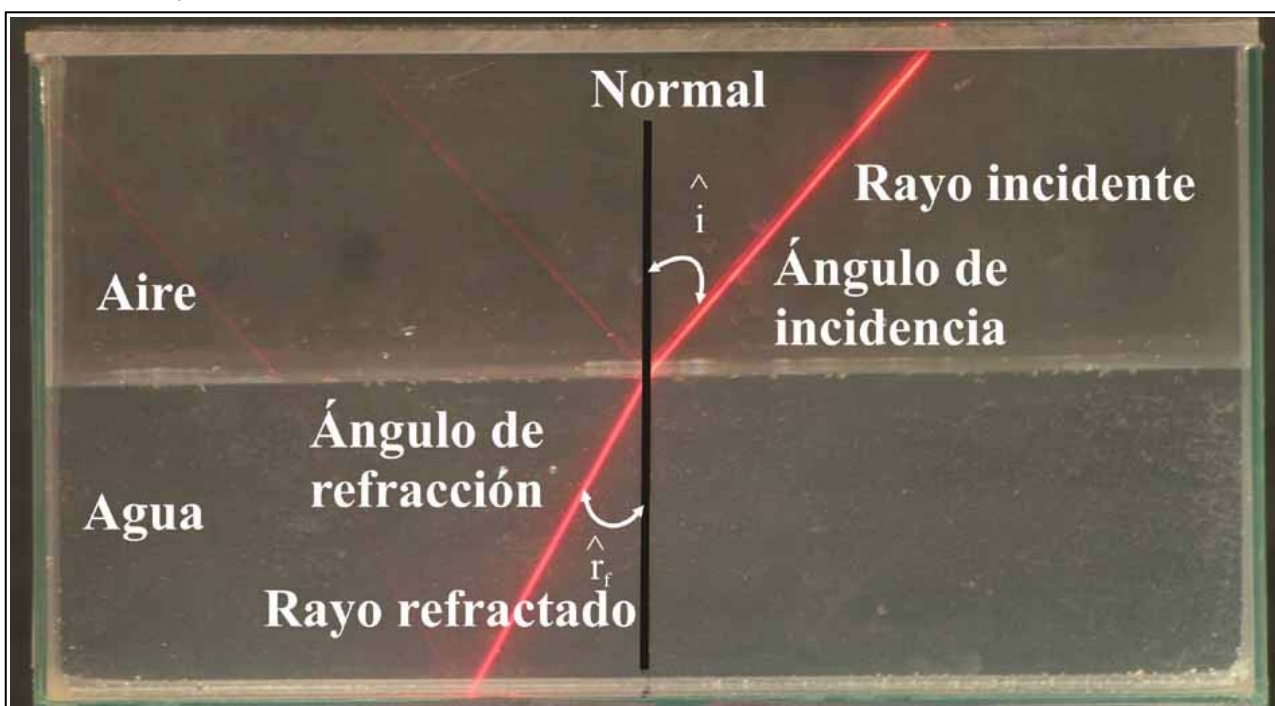 Normal
î
Rayo incidente
Ángulo de
incidencia
Aire
Ángulo de
refracción
Agua
r̂f
Rayo refractado